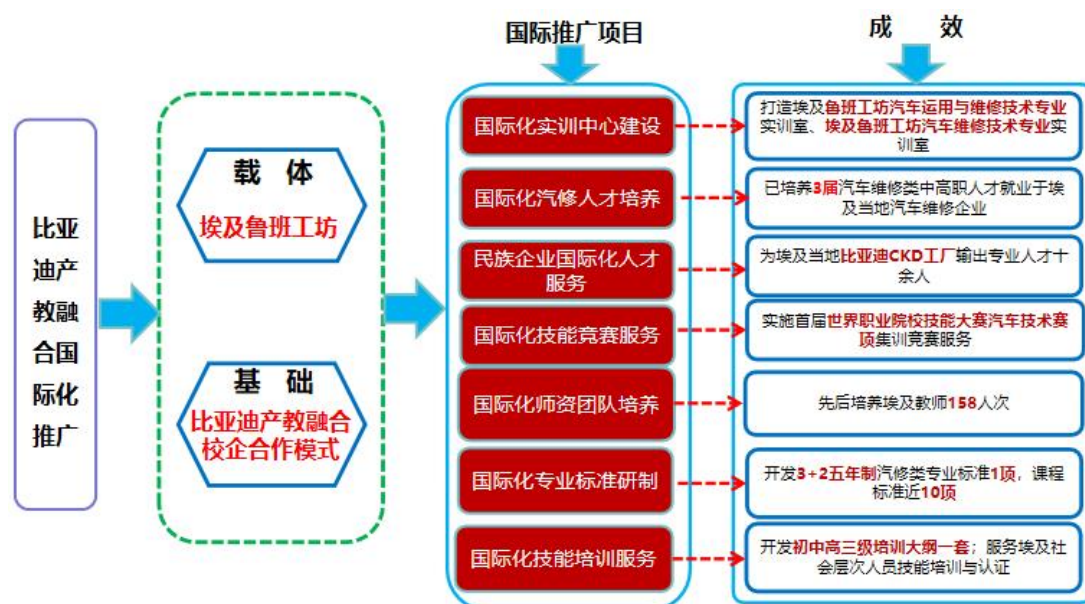 国际推广项目
成 效
比亚
迪产
教融
合国
际化
推广
载 体
埃及鲁班工坊
基 础
比亚迪产教融合
校企合作模式
国际化实训中心建设
打造埃及鲁班工坊汽车运用与维修技术专业
实训室、埃及鲁班工坊汽车维修技术专业实
训室
国际化汽修人才培养
已培养3届汽车维修类中高职人才就业于埃
及当地汽车维修企业
民族企业国际化人才
服务
为埃及当地比亚迪CKD工厂输出专业人才十
余人
国际化技能竞赛服务
实施首届世界职业院校技能大赛汽车技术赛
项集训竞赛服务
国际化师资团队培养
先后培养埃及教师158人次
国际化专业标准研制
开发3+2五年制汽修类专业标准1项，课程
标准近10项
国际化技能培训服务
开发初中高三级培训大纲一套；服务埃及社
会层次人员技能培训与认证